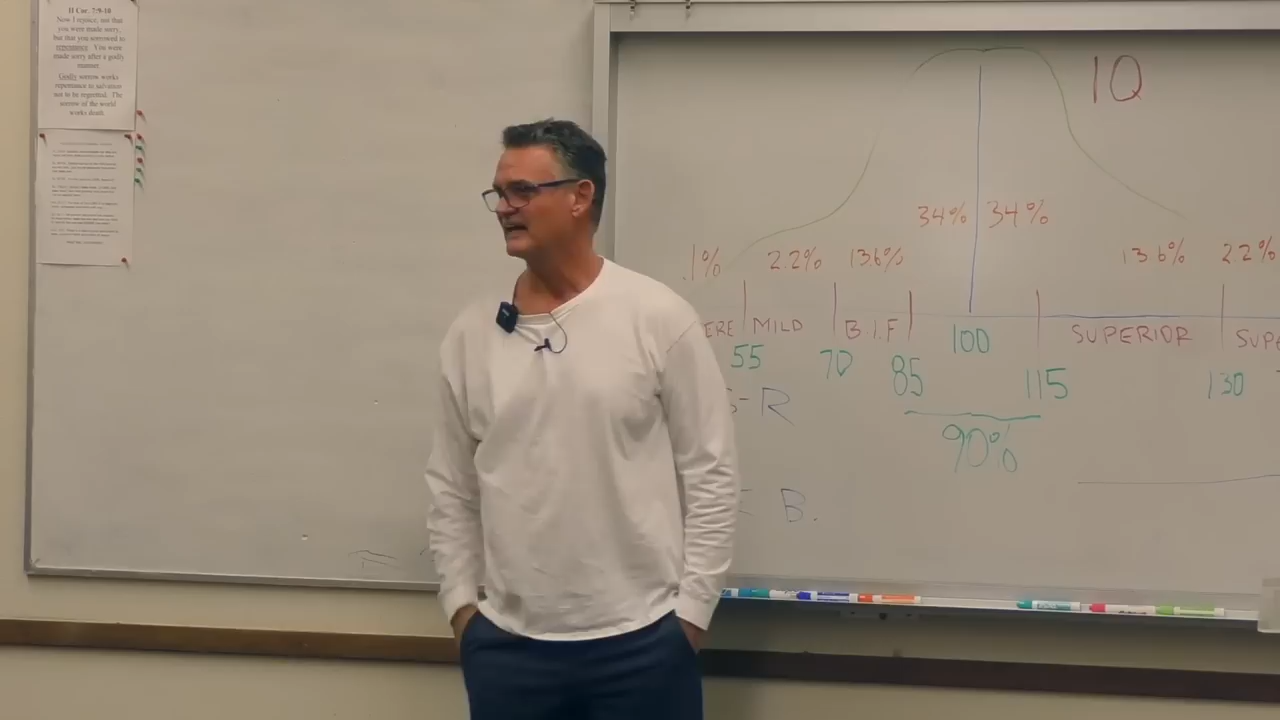 II Cor. 7:9-10
Now I rejoice, not that
you were made sorry,
but that you sorrowed to
repentance. You were
made sorry after a godly
manner.
Godly sorrow works
repentance to salvation
not to be regretted. The
sorrow of the world
works death
IQ
34% 34%
.1% 2.2% 13.6% 13.6% 2.2%
ERE MILD B.I.F 100 SUPERIOR SUPE
55 70 85 115 130
-R
90%
B.